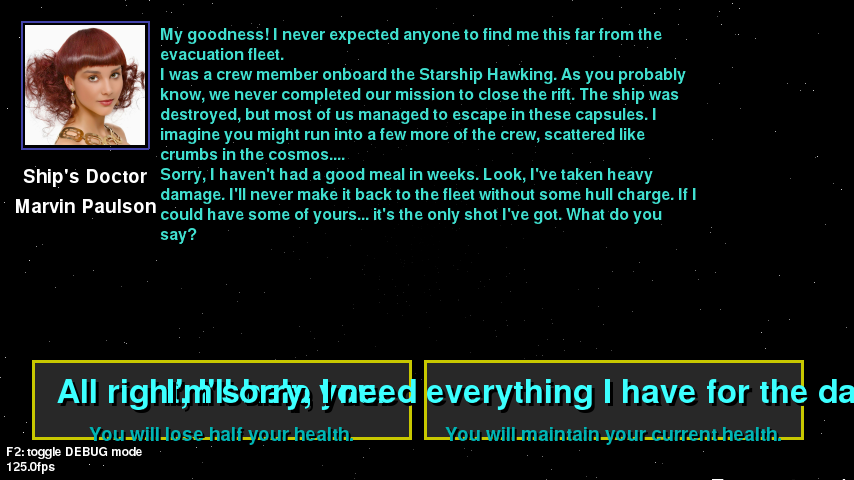 My goodness! I never expected anyone to find me this far from the
evacuation fleet.
I was a crew member onboard the Starship Hawking. As you probably
know, we never completed our mission to close the rift. The ship was
destroyed, but most of us managed to escape in these capsules. I
imagine you might run into a few more of the crew, scattered like
crumbs in the cosmos....
Sorry, I haven't had a good meal in weeks. Look, I've taken heavy
damage. I'll never make it back to the fleet without some hull charge. If I
could have some of yours... it's the only shot I've got. What do you
say?
Ship's Doctor
Marvin Paulson
All right, I'll help you.
I'm sorry, I need everything I have for the
You will lose half your health.
You will maintain your current health.
F2: toggle DEBUG mode
125.0fps